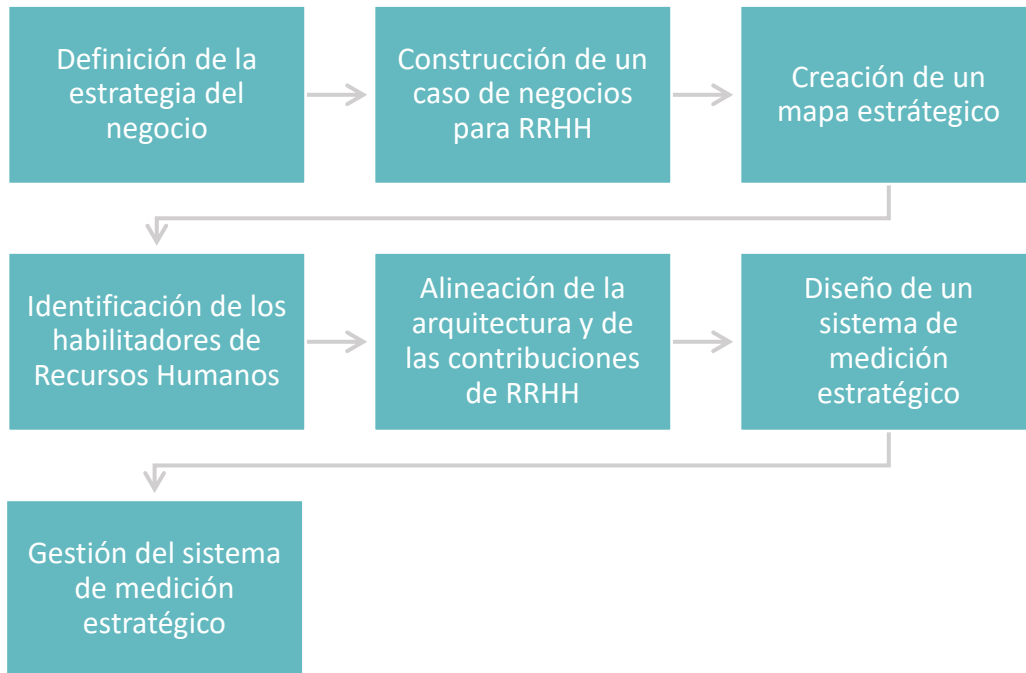 Definición de la
estrategia del
negocio
Construcción de un
caso de negocios
para RRHH
Creación de un
mapa estrátegico
Identificación de los
habilitadores de
Recursos Humanos
Alineación de la
arquitectura y de
las contribuciones
de RRHH
Diseño de un
sistema de
medición
estratégico
Gestión del sistema
de medición
estratégico